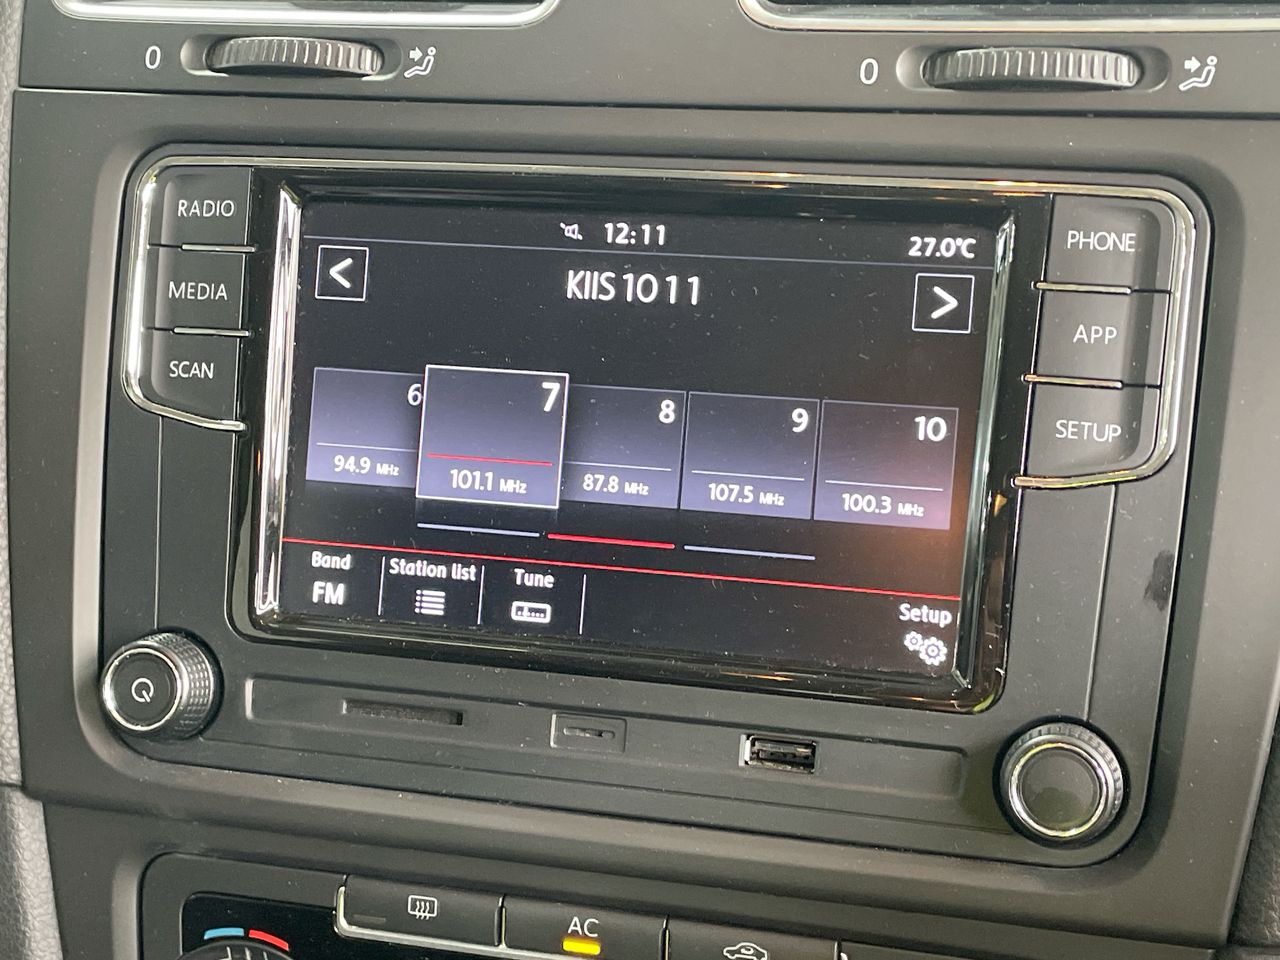 0
0
RADIO
MEDIA
SCAN
PHONE
APP
SETUP
12:11
27.0°C
<
KIIS 10 11
>
6
94.9 MHz
7
101.1 MHz
8
87.8 MHz
9
107.5 MHz
10
100.3 MHz
Band
FM
Station list
Tune
Setup
AC